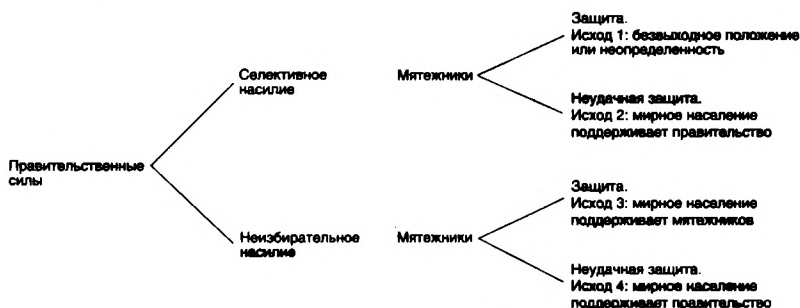 Защита.
Исход 1: безвыходное положение
или неопределенность
Селективное
насилие
Мятежники
Неудачная защита.
Исход 2: мирное население
поддерживает правительство
Правительственные
силы
Защита.
Исход 3: мирное население
поддерживает мятежников
Неизбирательное
насилие
Мятежники
Неудачная защита.
Исход 4: мирное население
поддерживает правительство